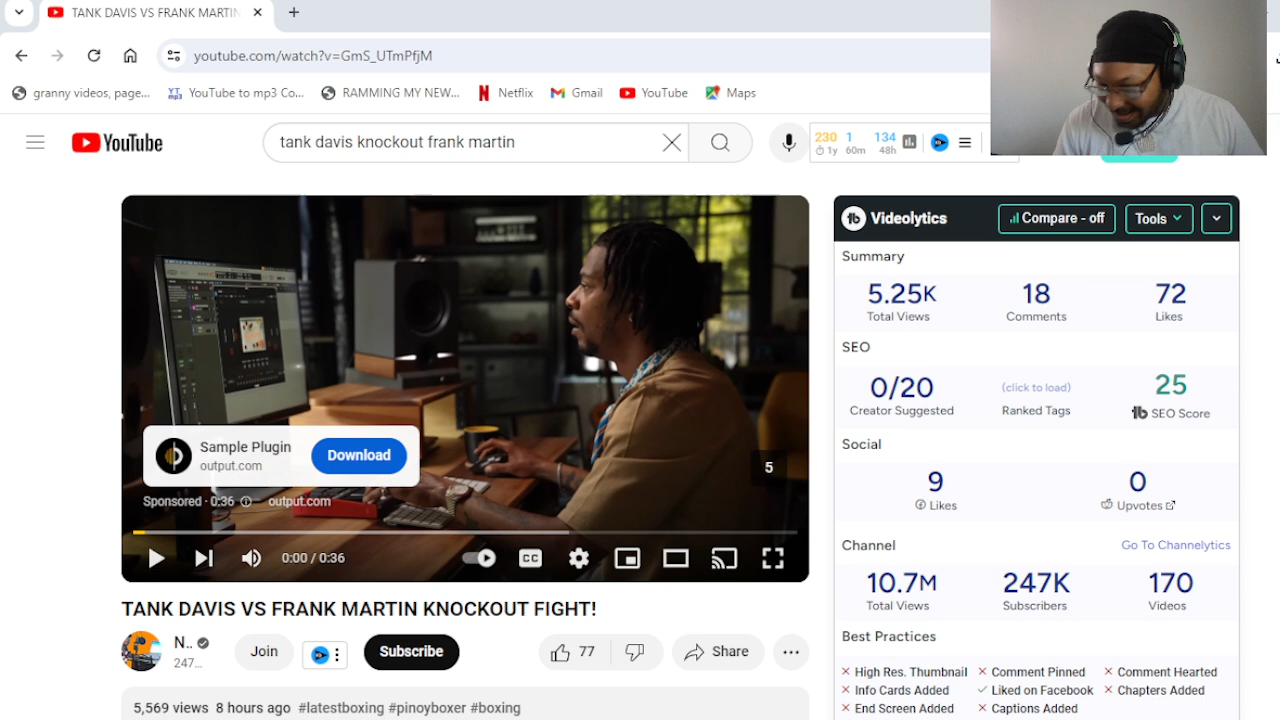 TANK DAVIS VS FRANK MARTIN
youtube.com/watch?v=GmS_UTmPfjM
granny videos, page... YouTube to mp3 Co... RAMMING MY NEW... Netflix Gmail YouTube Maps
YouTube
tank davis knockout frank martin
230 1 134
1y 60m 48h
Videolytics Compare - off Tools
Summary
5.25K 18 72
Total Views Comments Likes
SEO
0/20 (click to load) 25
Creator Suggested Ranked Tags SEO Score
Social
9 0
Likes Upvotes
Channel Go To Channelytics
10.7M 247K 170
Total Views Subscribers Videos
Best Practices
High Res. Thumbnail Comment Pinned Comment Hearted
Info Cards Added Liked on Facebook Chapters Added
End Screen Added Captions Added
Sample Plugin
output.com
Download
5
Sponsored · 0:36 output.com
0:00 / 0:36 CC
TANK DAVIS VS FRANK MARTIN KNOCKOUT FIGHT!
N..
247...
Join Subscribe 77 Share
5,569 views 8 hours ago #latestboxing #pinoyboxer #boxing